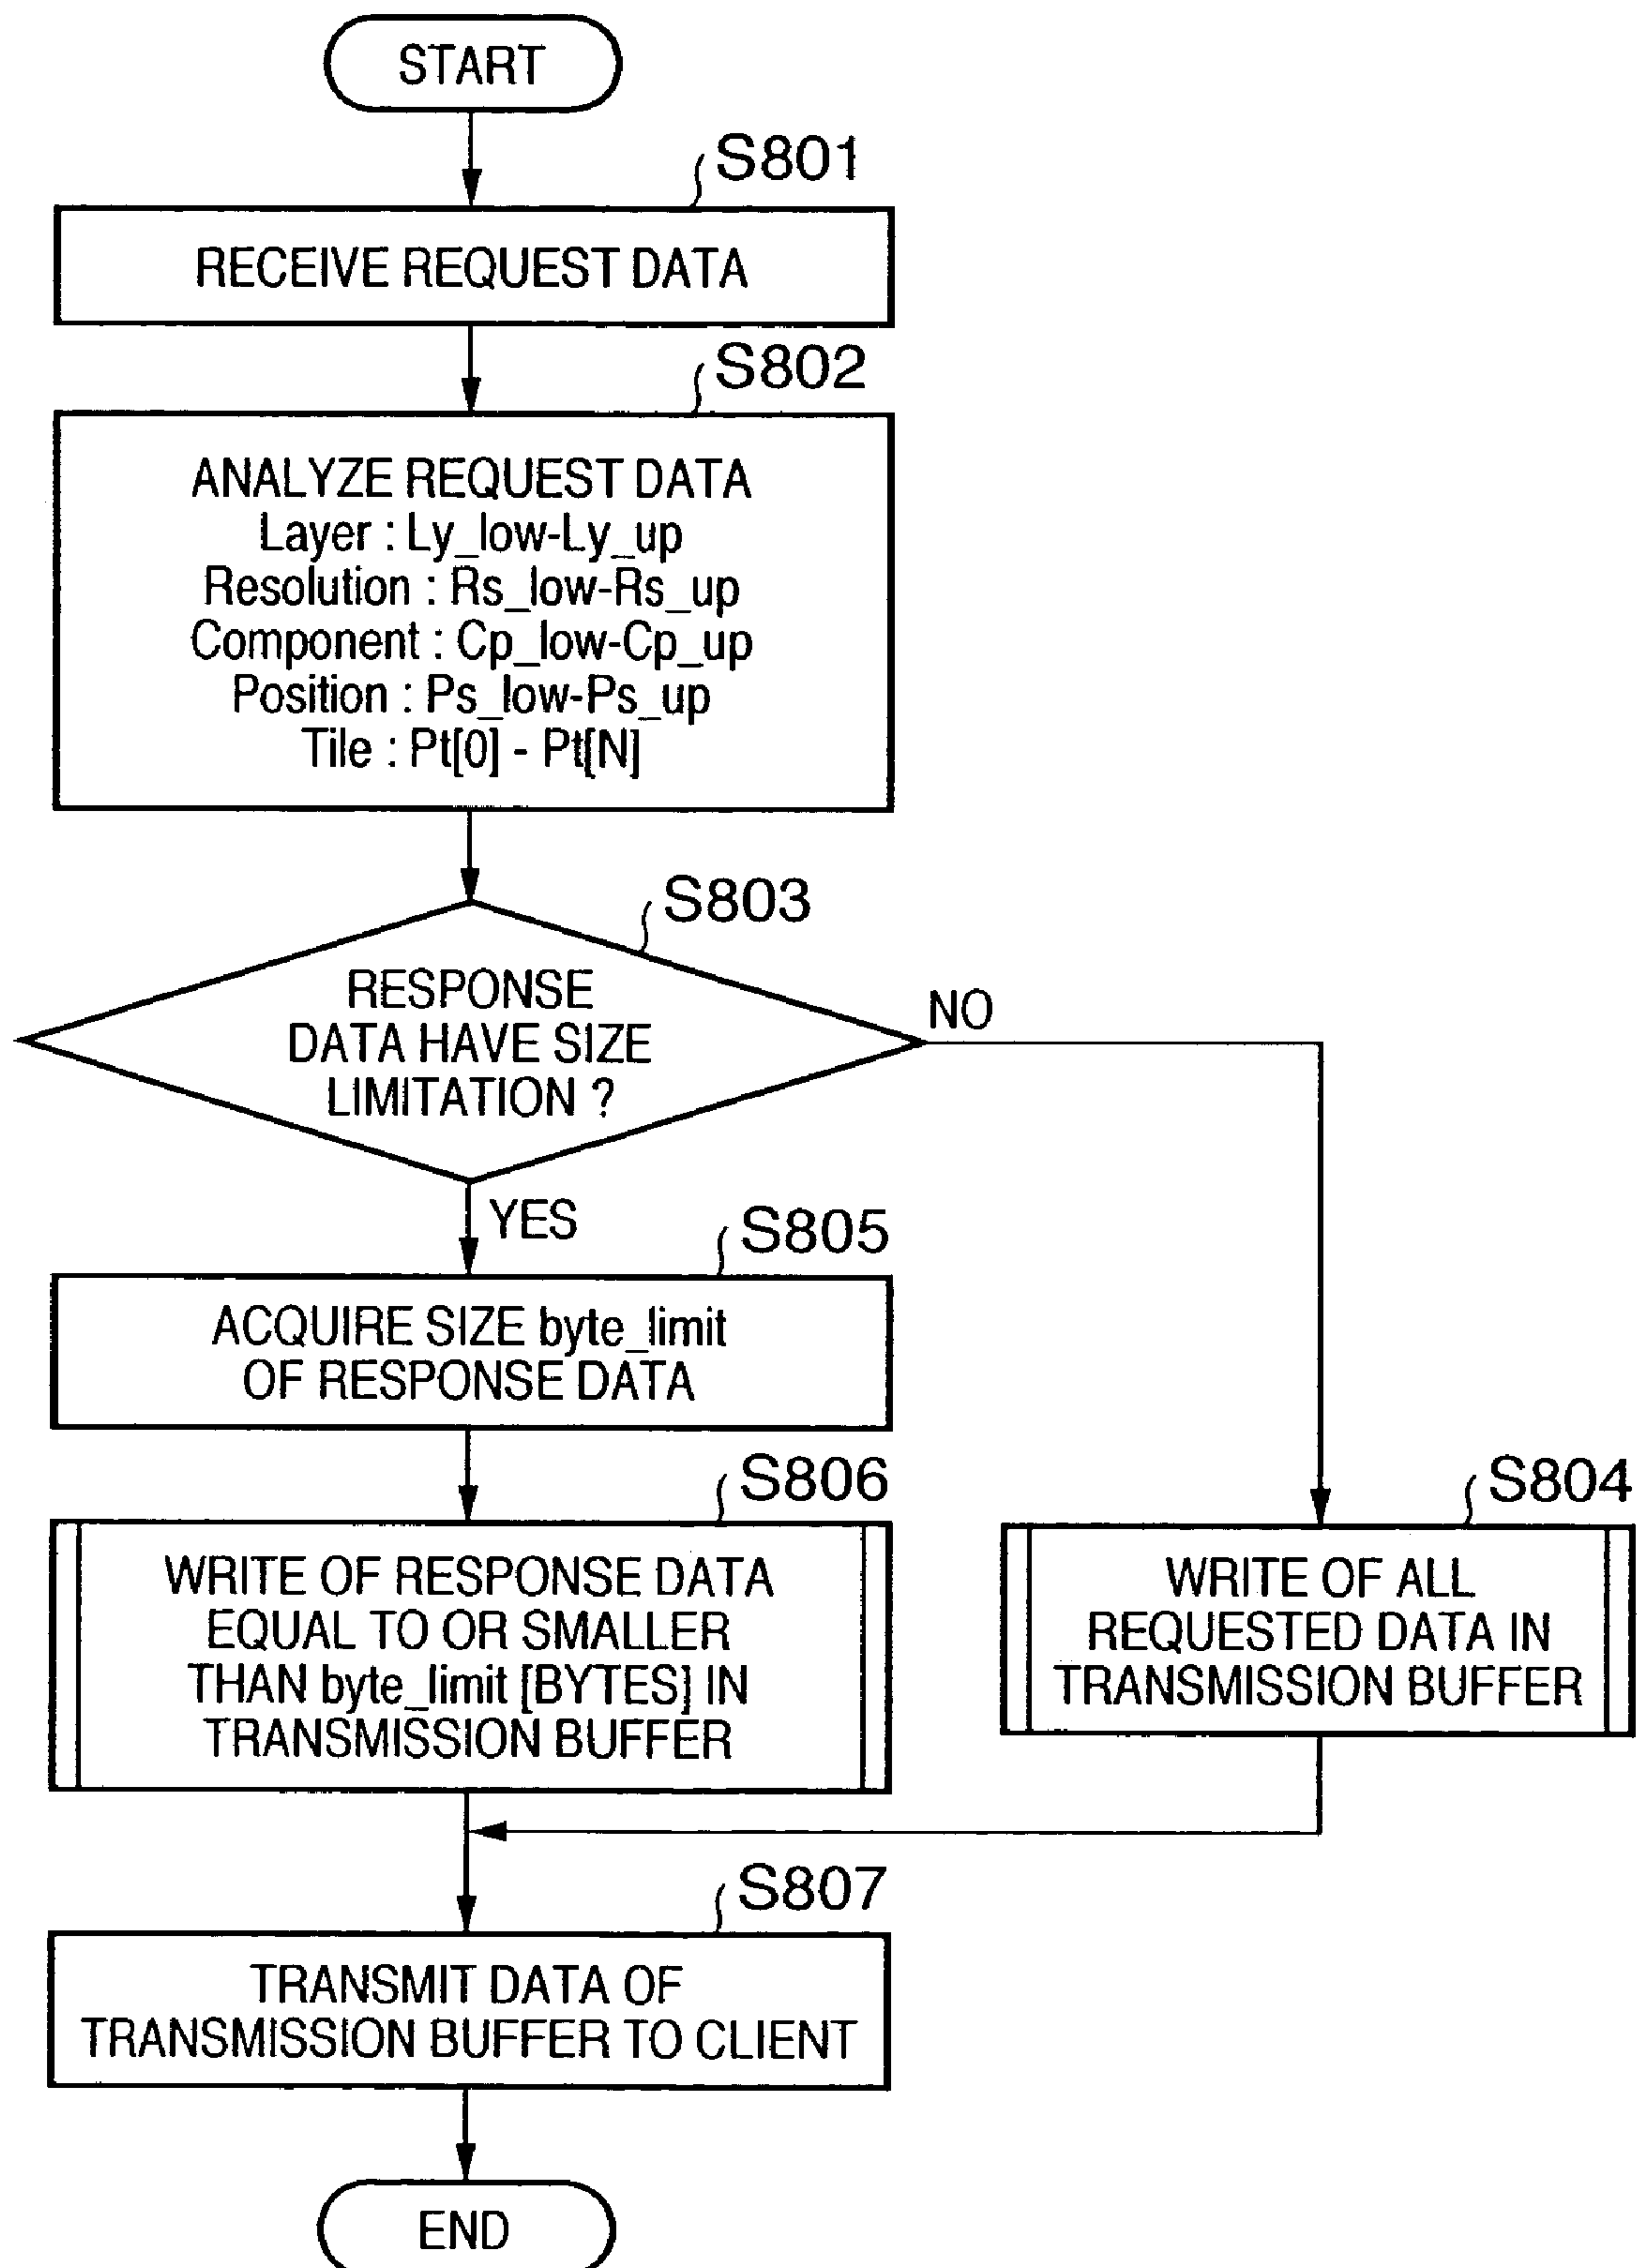 START
S801
RECEIVE REQUEST DATA
S802
ANALYZE REQUEST DATA
Layer : Ly_low-Ly_up
Resolution : Rs_low-Rs_up
Component : Cp_low-Cp_up
Position : Ps_low-Ps_up
Tile : Pt[0] - Pt[N]
S803
RESPONSE
DATA HAVE SIZE
LIMITATION ?
NO
YES
S805
ACQUIRE SIZE byte_limit
OF RESPONSE DATA
S806
WRITE OF RESPONSE DATA
EQUAL TO OR SMALLER
THAN byte_limit [BYTES] IN
TRANSMISSION BUFFER
S804
WRITE OF ALL
REQUESTED DATA IN
TRANSMISSION BUFFER
S807
TRANSMIT DATA OF
TRANSMISSION BUFFER TO CLIENT
END